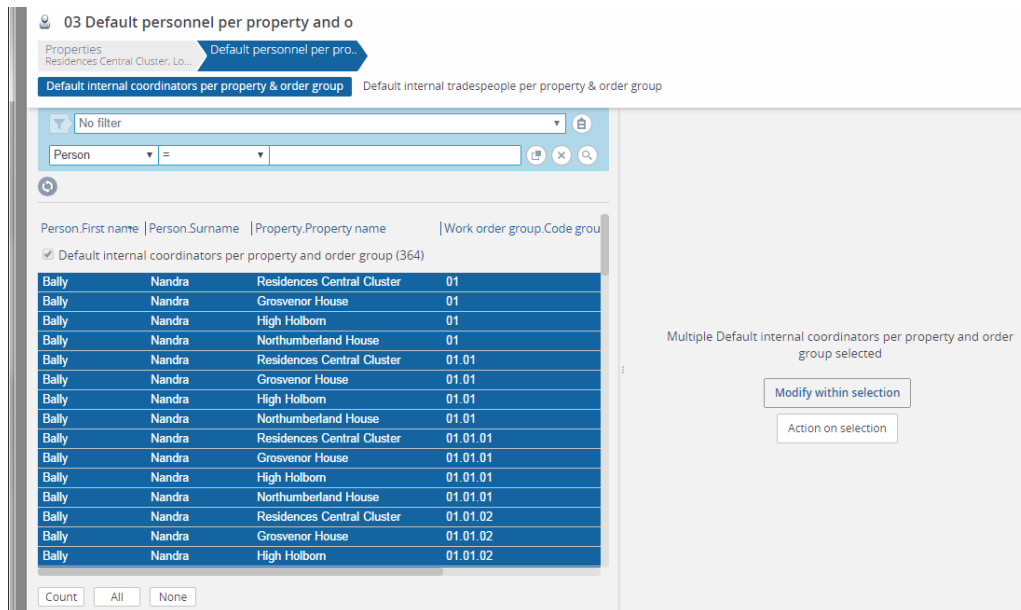 03 Default personnel per property and o
Properties
Residences Central Cluster, Lo...
Default personnel per pro..
Default internal coordinators per property & order group
Default internal tradespeople per property & order group
No filter
Person =
Person.First name Person.Surname Property.Property name Work order group.Code grou
Default internal coordinators per property and order group (364)
Bally Nandra Residences Central Cluster 01
Bally Nandra Grosvenor House 01
Bally Nandra High Holborn 01
Bally Nandra Northumberland House 01
Bally Nandra Residences Central Cluster 01.01
Bally Nandra Grosvenor House 01.01
Bally Nandra High Holborn 01.01
Bally Nandra Northumberland House 01.01
Bally Nandra Residences Central Cluster 01.01.01
Bally Nandra Grosvenor House 01.01.01
Bally Nandra High Holborn 01.01.01
Bally Nandra Northumberland House 01.01.01
Bally Nandra Residences Central Cluster 01.01.02
Bally Nandra Grosvenor House 01.01.02
Bally Nandra High Holborn 01.01.02
Count All None
Multiple Default internal coordinators per property and order
group selected
Modify within selection
Action on selection